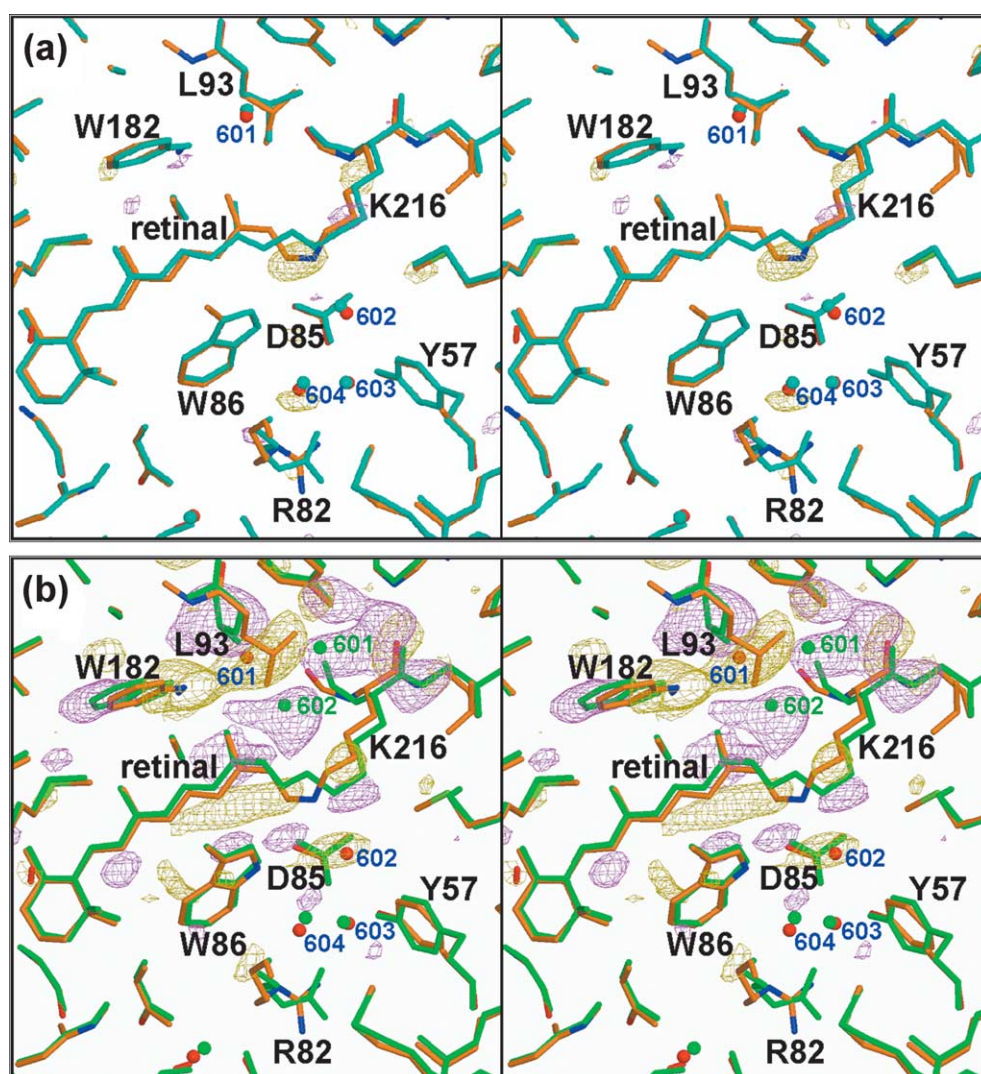 (a)
L93
L93
W182
601
W182
601
retinal
K216
retinal
K216
D85
602
D85
602
Y57
Y57
W86
604
603
W86
604
603
R82
R82
(b)
L93
601
L93
601
W182
601
W182
601
602
602
K216
K216
retinal
retinal
D85
602
D85
602
Y57
Y57
W86
604
603
W86
604
603
R82
R82